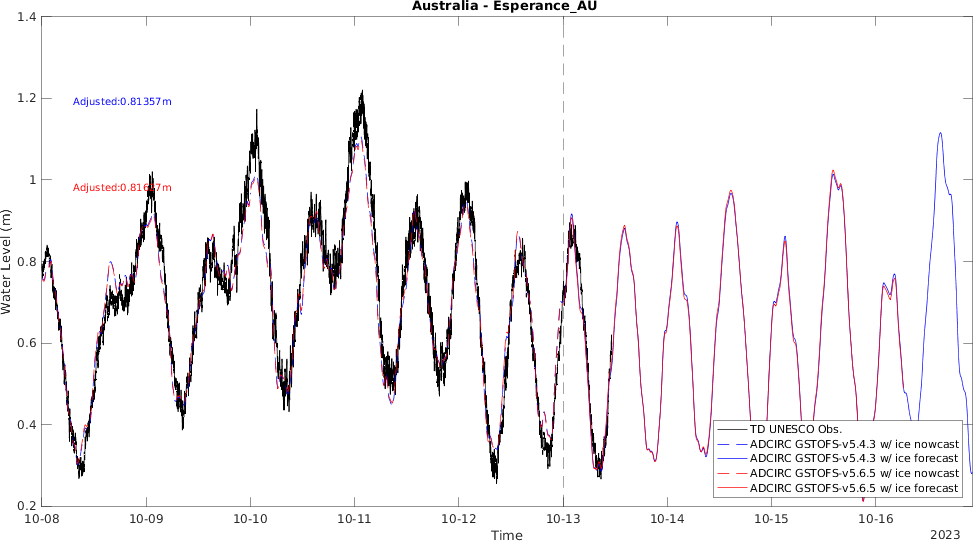 Australia - Esperance_AU
1.4
1.2
1
0.8
0.6
0.4
0.2
Water Level (m)
Adjusted:0.81357m
TD UNESCO Obs.
ADCIRC GSTOFS-v5.4.3 w/ ice nowcast
ADCIRC GSTOFS-v5.4.3 w/ ice forecast
ADCIRC GSTOFS-v5.6.5 w/ ice nowcast
ADCIRC GSTOFS-v5.6.5 w/ ice forecast
10-08 10-09 10-10 10-11 10-12 10-13 10-14 10-15 10-16
Time
2023